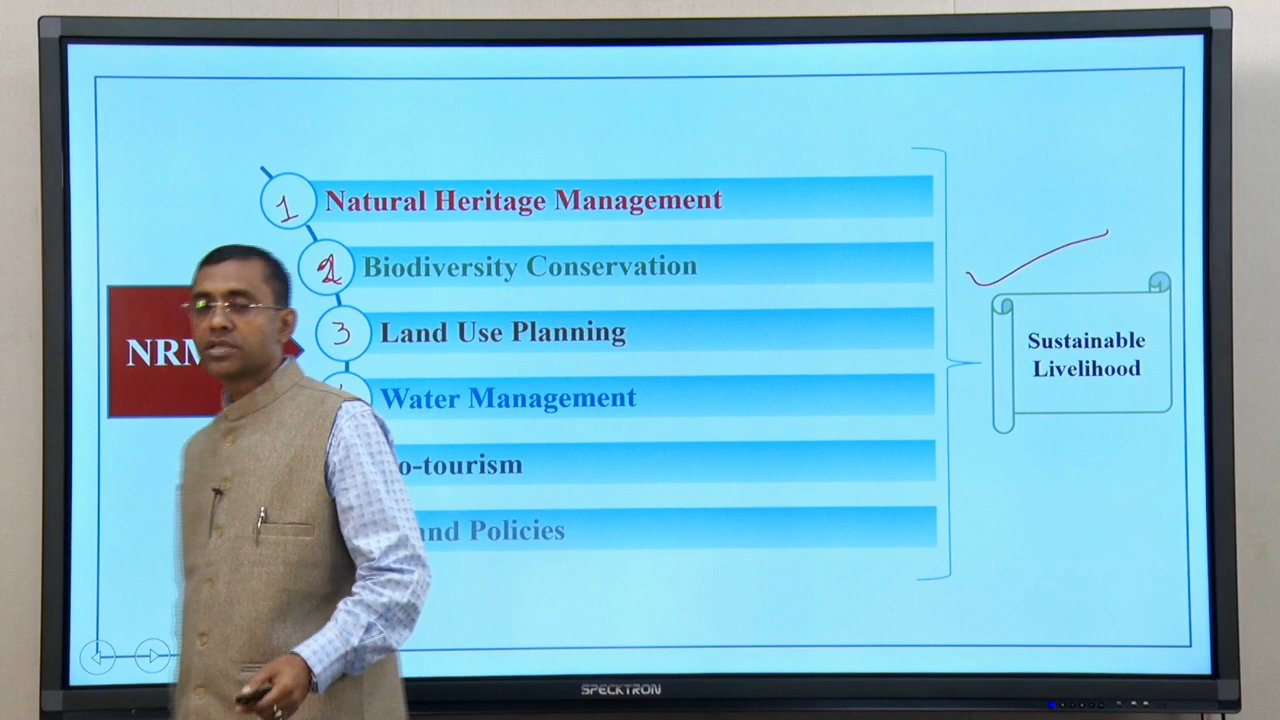 1 Natural Heritage Management
2 Biodiversity Conservation
NRM
3 Land Use Planning
Water Management
o-tourism
and Policies
Sustainable
Livelihood
SPECKTRON